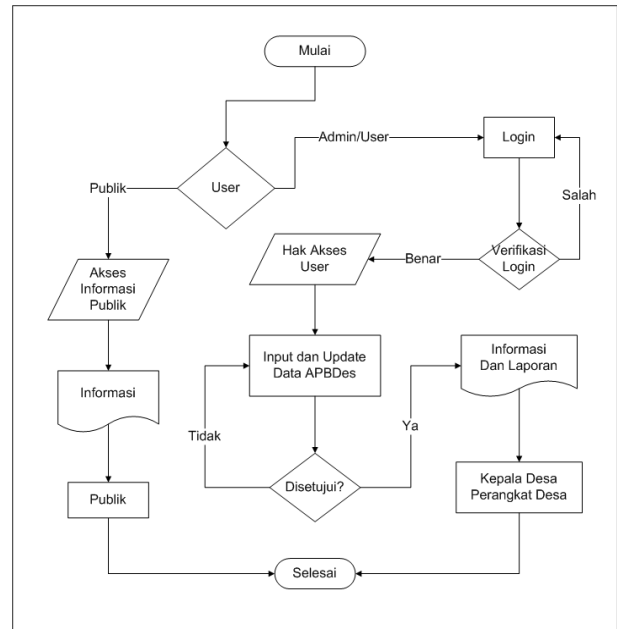 Mulai
Admin/User
Login
Publik
User
Salah
Hak Akses
User
Benar
Verifikasi
Login
Akses
Informasi
Publik
Input dan Update
Data APBDes
Informasi
Dan Laporan
Informasi
Tidak
Ya
Disetujui?
Kepala Desa
Perangkat Desa
Publik
Selesai